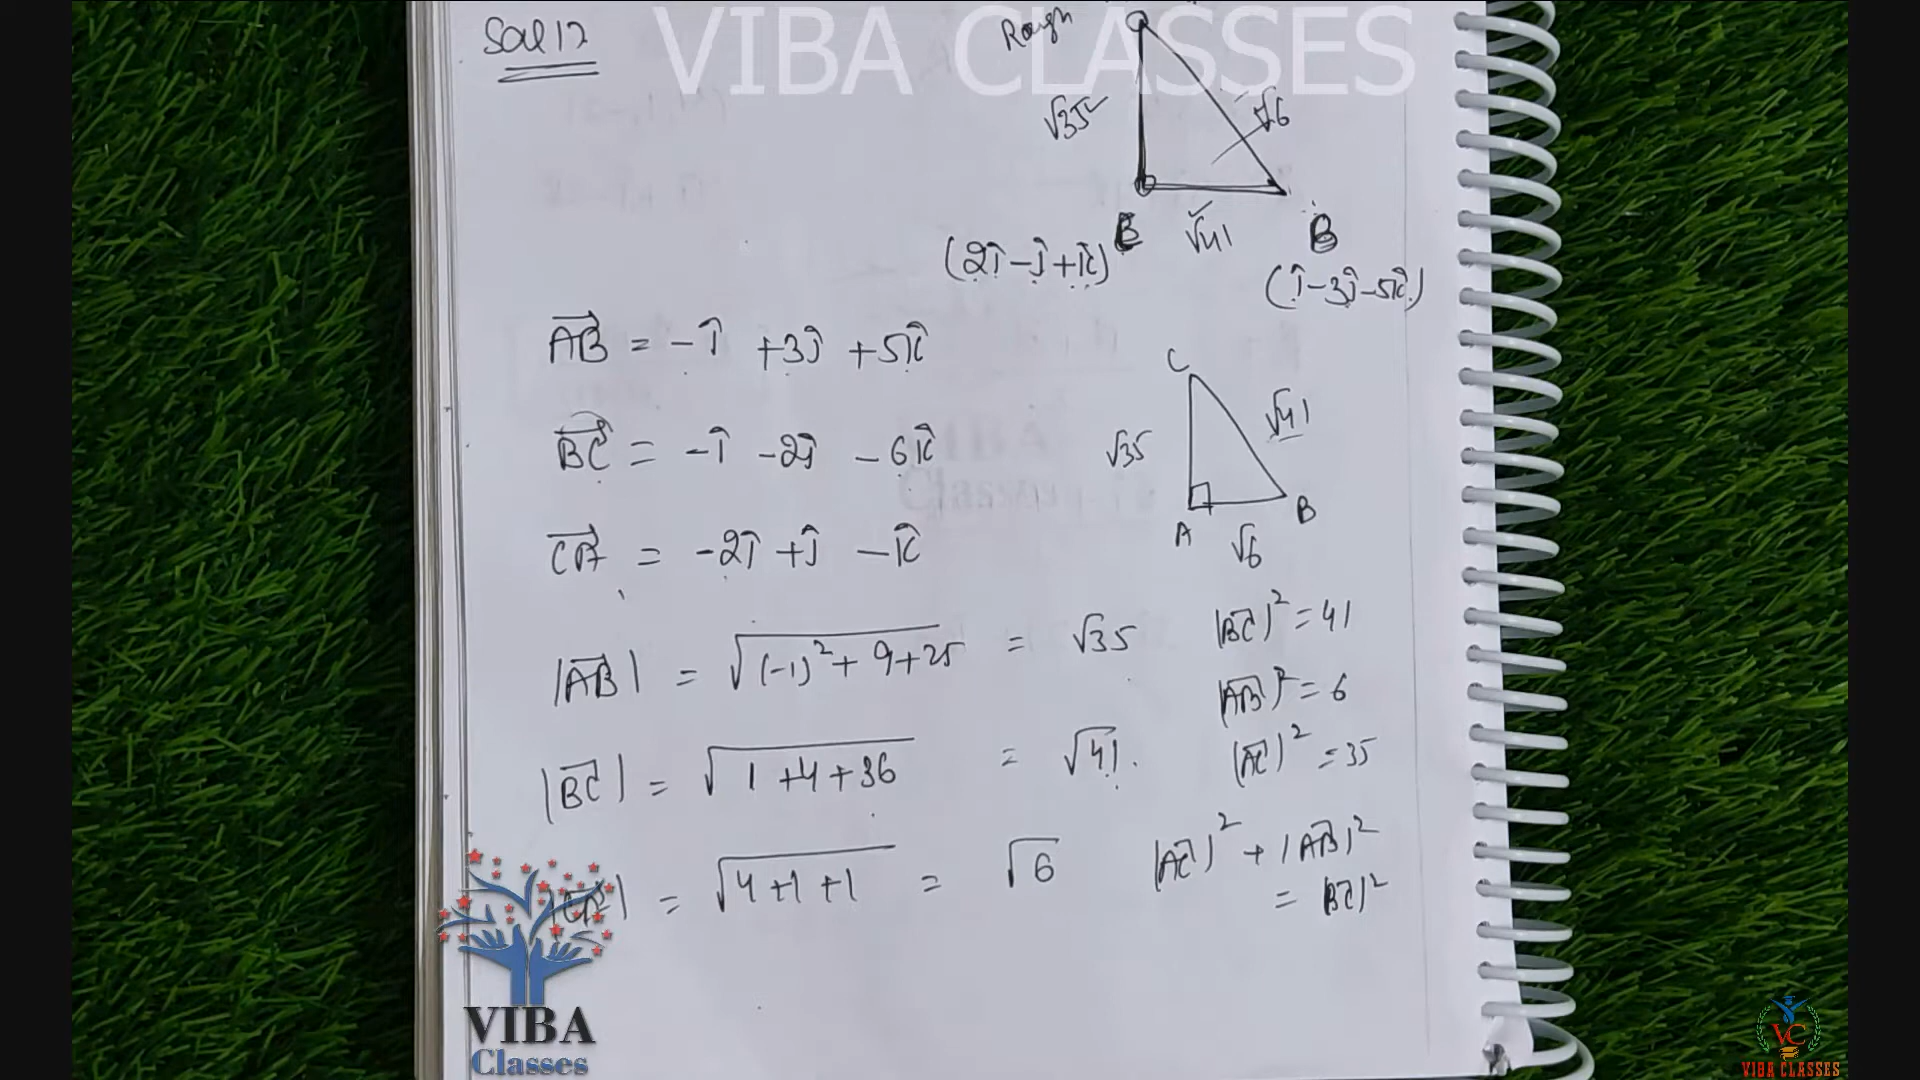 Sol 17
VIBA CLASSES
Rough
√35
√6
√41
B
(2î-ĵ+k̂)
(î-3ĵ-5k̂)
AB⃗ = -î +3ĵ +5k̂
BC⃗ = -î -2ĵ -6k̂
CA⃗ = -2î +ĵ -k̂
C
√35
√41
A
B
√6
|AB⃗| = √((-1)²+9+25) = √35
|BC⃗| = √(1+4+36) = √41.
|CA⃗| = √(4+1+1) = √6
|BC⃗|² = 41
|AB⃗|² = 6
|AC⃗|² = 35
|AC⃗|² + |AB⃗|²
= |BC⃗|²
VIBA
Classes
VC
VIBA CLASSES